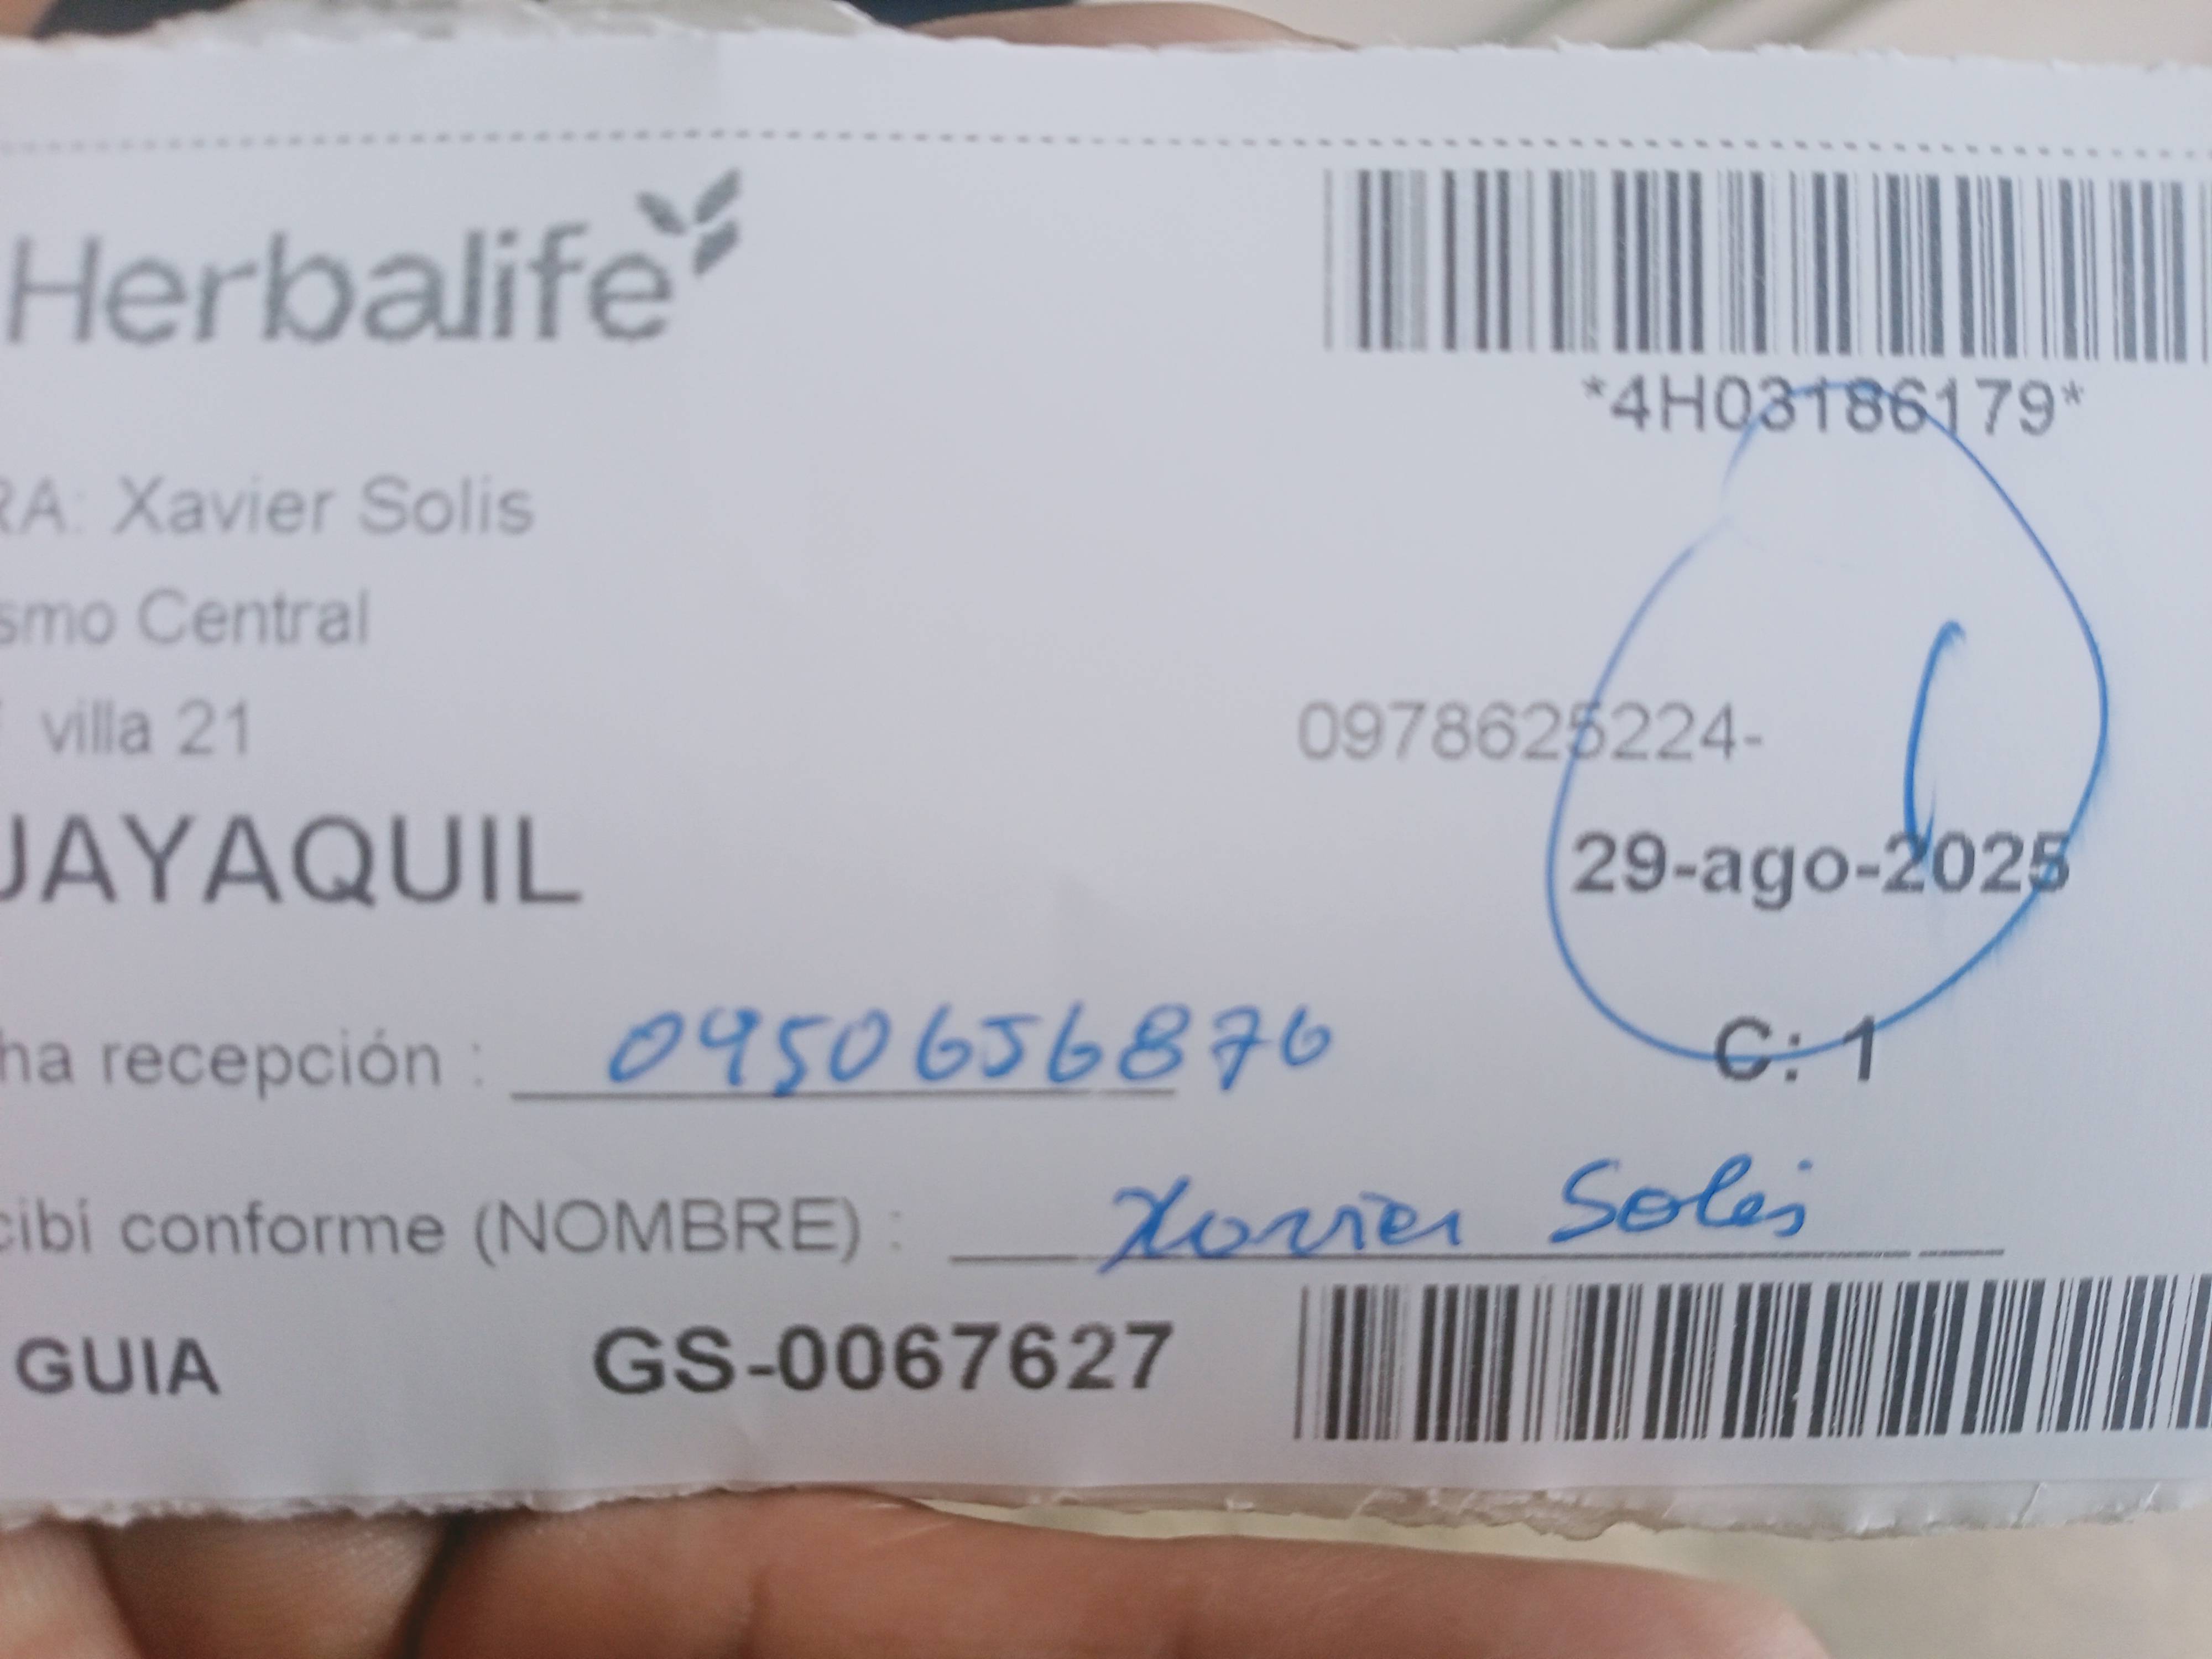 Herbalife
*4H03186179*
RA: Xavier Solis
smo Central
villa 21 0978625224-
UAYAQUIL 29-ago-2025
ha recepción : 0950656876 C: 1
cibí conforme (NOMBRE) : Xavier Solis
GUIA GS-0067627